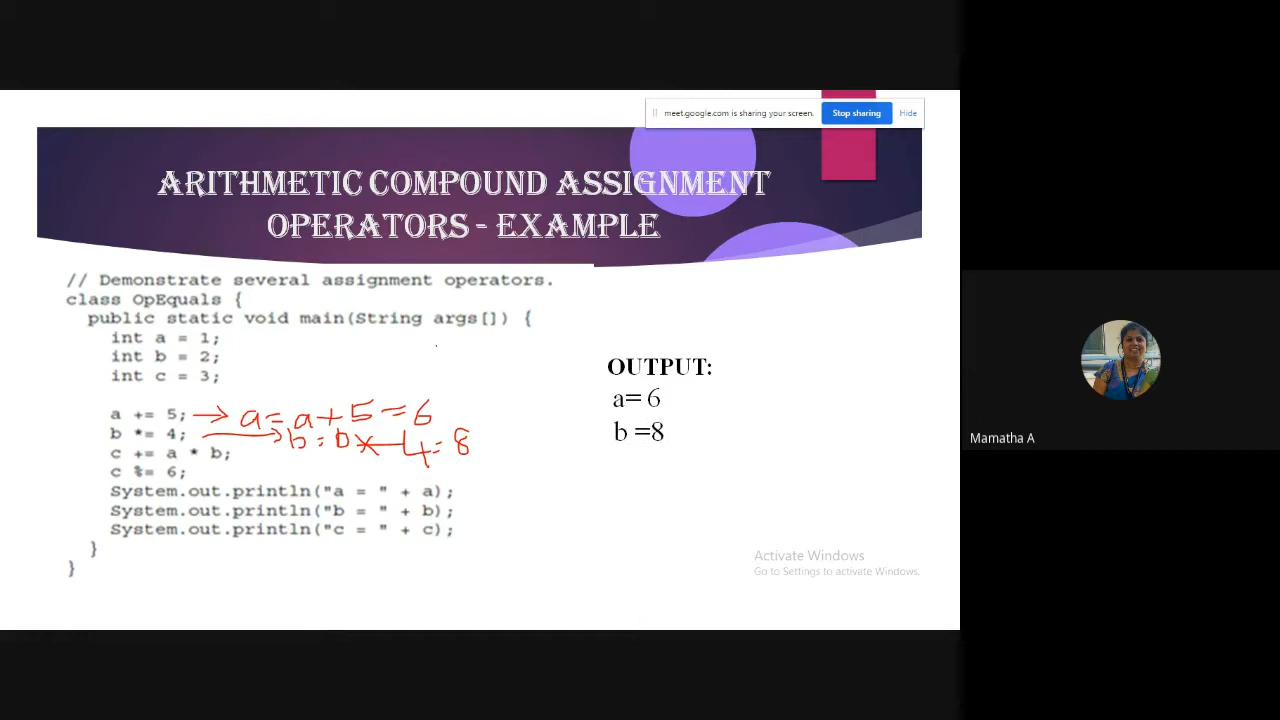 meet.google.com is sharing your screen. Stop sharing Hide
ARITHMETIC COMPOUND ASSIGNMENT
OPERATORS - EXAMPLE
// Demonstrate several assignment operators.
class OpEquals {
public static void main(String args[]) {
int a = 1;
int b = 2;
int c = 3;
a += 5; → a = a + 5 = 6
b *= 4; → b = b * 4 = 8
c += a * b;
c %= 6;
System.out.println("a = " + a);
System.out.println("b = " + b);
System.out.println("c = " + c);
}
}
OUTPUT:
a= 6
b =8
Activate Windows
Go to Settings to activate Windows.
Mamatha A